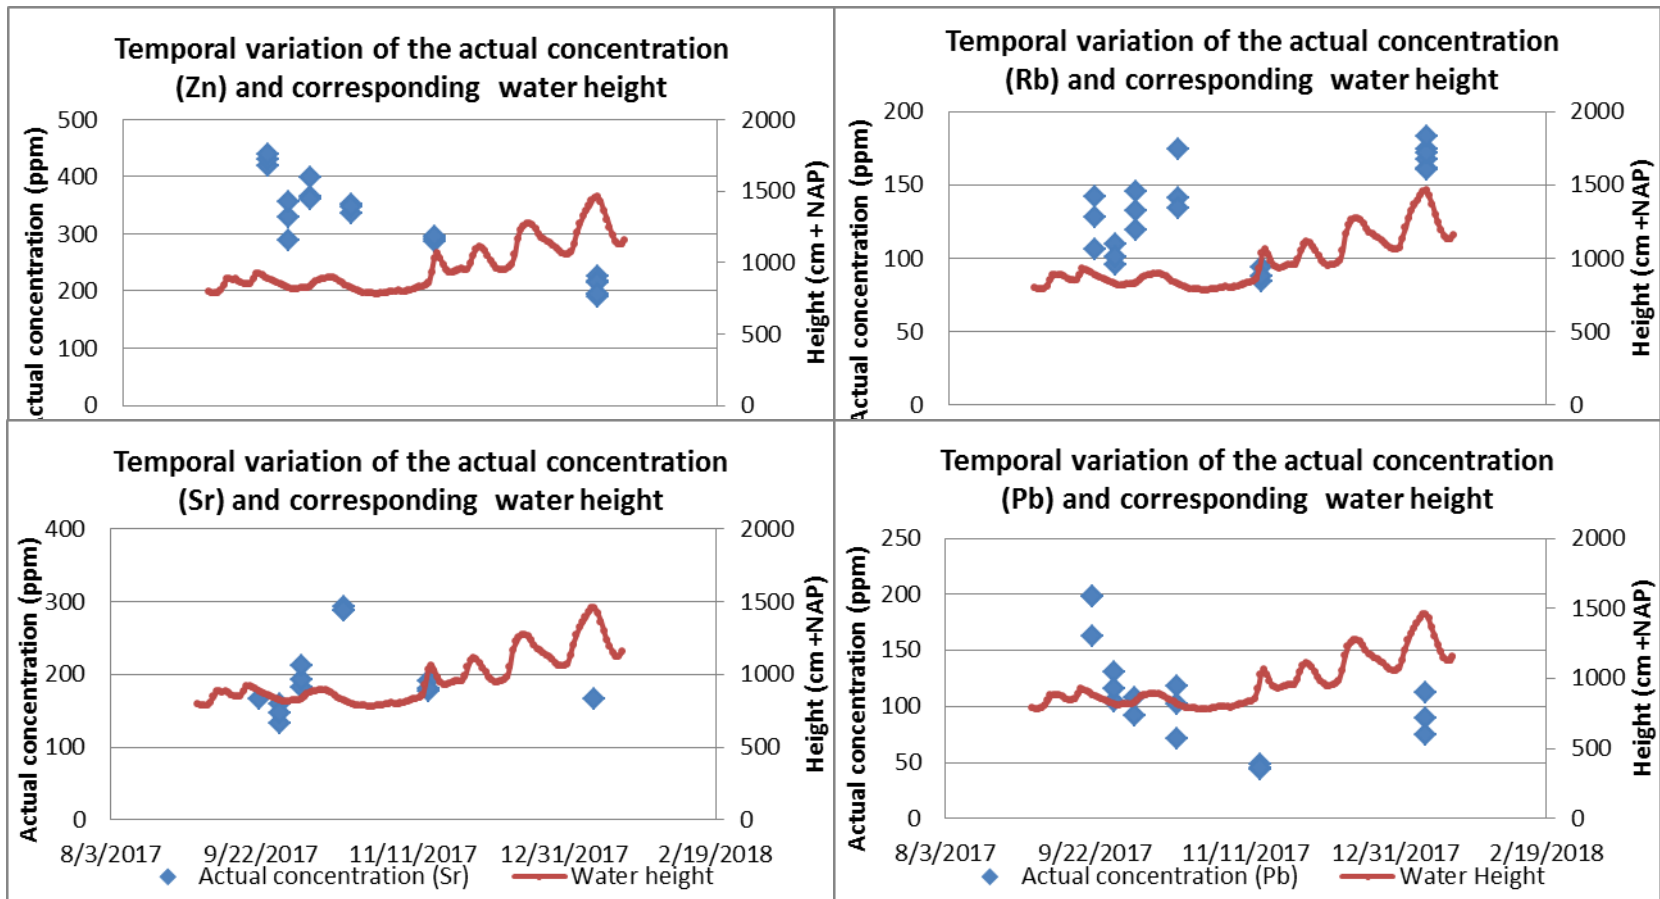 Temporal variation of the actual concentration
(Zn) and corresponding water height
500
400
300
200
100
0
Actual concentration (ppm)
2000
1500
1000
500
0
Height (cm + NAP)
Temporal variation of the actual concentration
(Rb) and corresponding water height
200
150
100
50
0
Actual concentration (ppm)
2000
1500
1000
500
0
Height (cm +NAP)
Temporal variation of the actual concentration
(Sr) and corresponding water height
400
300
200
100
0
Actual concentration (ppm)
2000
1500
1000
500
0
Height (cm +NAP)
8/3/2017 9/22/2017 11/11/2017 12/31/2017 2/19/2018
Actual concentration (Sr) Water height
Temporal variation of the actual concentration
(Pb) and corresponding water height
250
200
150
100
50
0
Actual concentration (ppm)
2000
1500
1000
500
0
Height (cm +NAP)
8/3/2017 9/22/2017 11/11/2017 12/31/2017 2/19/2018
Actual concentration (Pb) Water Height